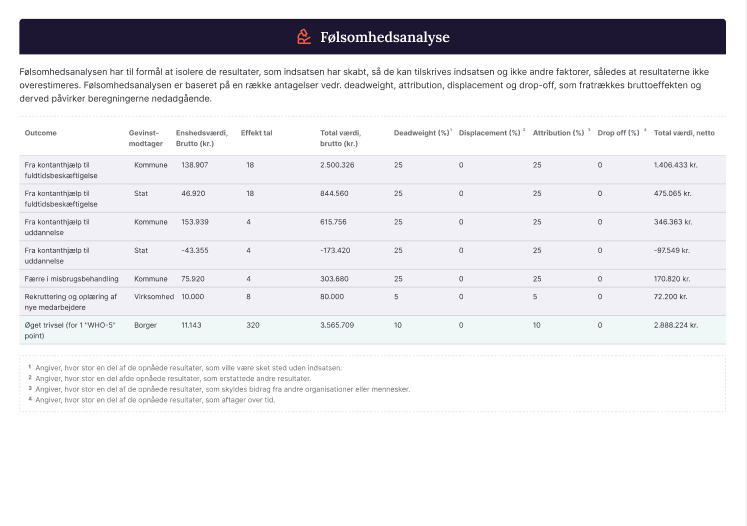 Følsomhedsanalyse
Følsomhedsanalysen har til formål at isolere de resultater, som indsatsen har skabt, så de kan tilskrives indsatsen og ikke andre faktorer, således at resultaterne ikke
overestimeres. Følsomhedsanalysen er baseret på en række antagelser vedr. deadweight, attribution, displacement og drop-off, som fratrækkes bruttoeffekten og
derved påvirker beregningerne nedadgående.
Outcome Gevinst- Enshedsværdi, Effekt tal Total værdi, Deadweight (%)¹ Displacement (%) ² Attribution (%) ³ Drop off (%) ⁴ Total værdi, netto
modtager Brutto (kr.) brutto (kr.)
Fra kontanthjælp til Kommune 138.907 18 2.500.326 25 0 25 0 1.406.433 kr.
fuldtidsbeskæftigelse
Fra kontanthjælp til Stat 46.920 18 844.560 25 0 25 0 475.065 kr.
fuldtidsbeskæftigelse
Fra kontanthjælp til Kommune 153.939 4 615.756 25 0 25 0 346.363 kr.
uddannelse
Fra kontanthjælp til Stat -43.355 4 -173.420 25 0 25 0 -97.549 kr.
uddannelse
Færre i misbrugsbehandling Kommune 75.920 4 303.680 25 0 25 0 170.820 kr.
Rekruttering og oplæring af Virksomhed 10.000 8 80.000 5 0 5 0 72.200 kr.
nye medarbejdere
Øget trivsel (for 1 "WHO-5" Borger 11.143 320 3.565.709 10 0 10 0 2.888.224 kr.
point)
¹ Angiver, hvor stor en del af de opnåede resultater, som ville være sket sted uden indsatsen.
² Angiver, hvor stor en del afde opnåede resultater, som erstattede andre resultater.
³ Angiver, hvor stor en del af de opnåede resultater, som skyldes bidrag fra andre organisationer eller mennesker.
⁴ Angiver, hvor stor en del af de opnåede resultater, som aftager over tid.